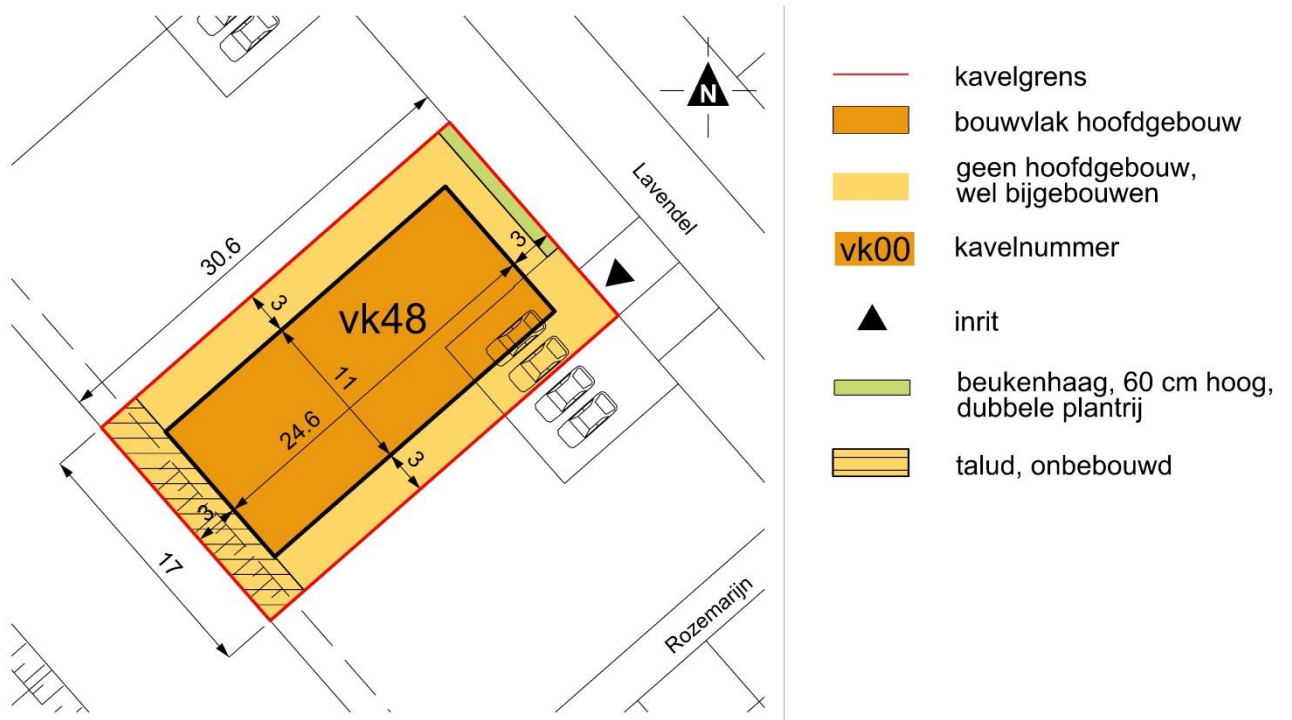 N
Lavendel
30.6
3
3
vk48
11
24.6
3
3
17
Rozemarijn
kavelgrens
bouwvlak hoofdgebouw
geen hoofdgebouw,
wel bijgebouwen
vk00
kavelnummer
inrit
beukenhaag, 60 cm hoog,
dubbele plantrij
talud, onbebouwd